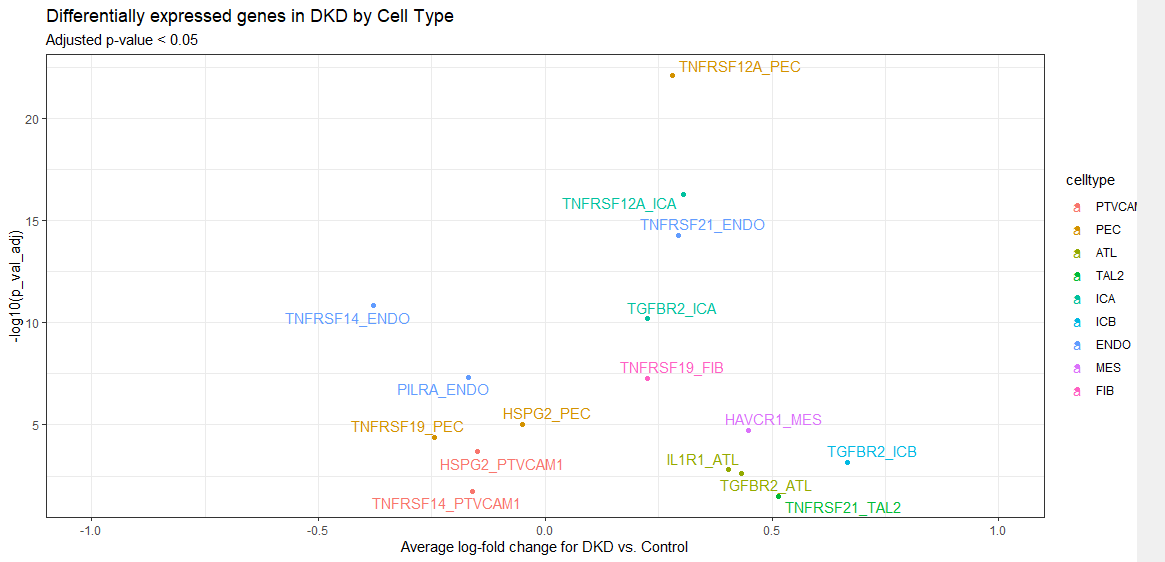 Differentially expressed genes in DKD by Cell Type
Adjusted p-value < 0.05
TNFRSF12A_PEC
20
celltype
TNFRSF12A_ICA
PTVCAM
15
TNFRSF21_ENDO
PEC
ATL
TAL2
-log10(p_val_adj)
TNFRSF14_ENDO
10
TGFBR2_ICA
ICA
ICB
ENDO
TNFRSF19_FIB
MES
PILRA_ENDO
FIB
HSPG2_PEC
TNFRSF19_PEC
5
HAVCR1_MES
HSPG2_PTVCAM1
IL1R1_ATL
TGFBR2_ICB
TGFBR2_ATL
TNFRSF14_PTVCAM1
TNFRSF21_TAL2
-1.0
-0.5
0.0
0.5
1.0
Average log-fold change for DKD vs. Control